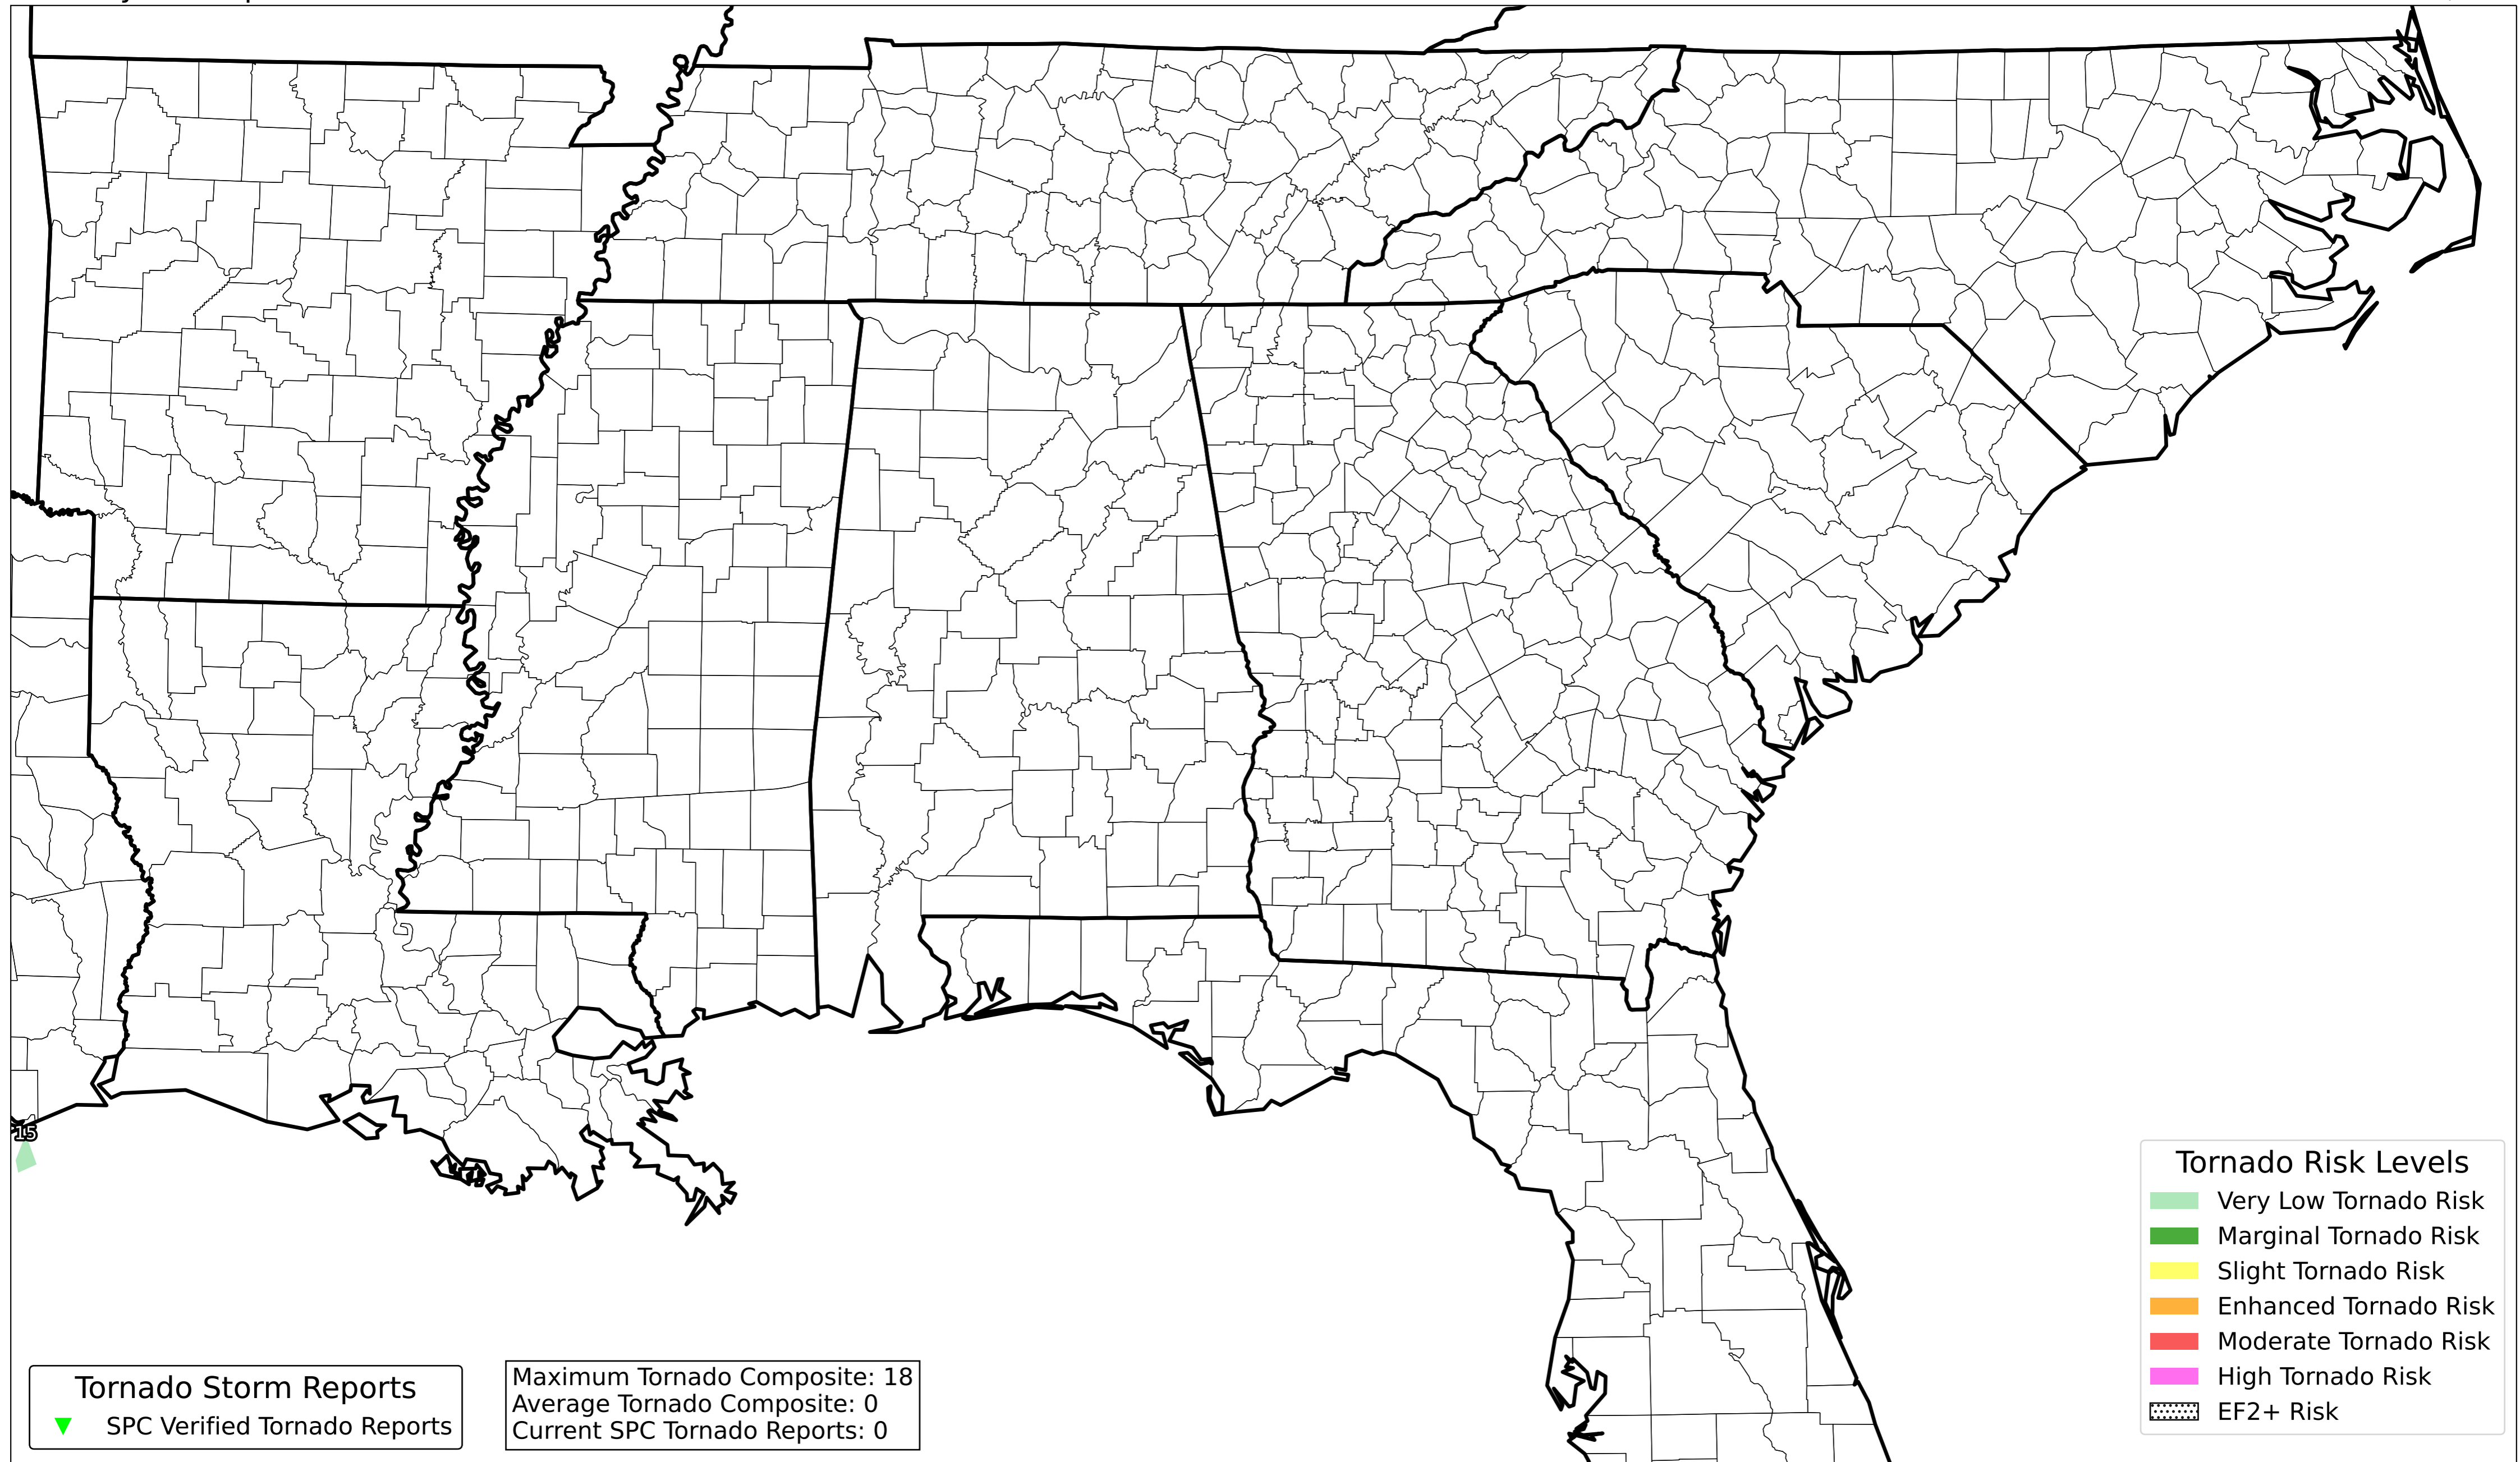 15
Tornado Risk Levels
Very Low Tornado Risk
Marginal Tornado Risk
Slight Tornado Risk
Enhanced Tornado Risk
Moderate Tornado Risk
High Tornado Risk
EF2+ Risk
Tornado Storm Reports
SPC Verified Tornado Reports
Maximum Tornado Composite: 18
Average Tornado Composite: 0
Current SPC Tornado Reports: 0